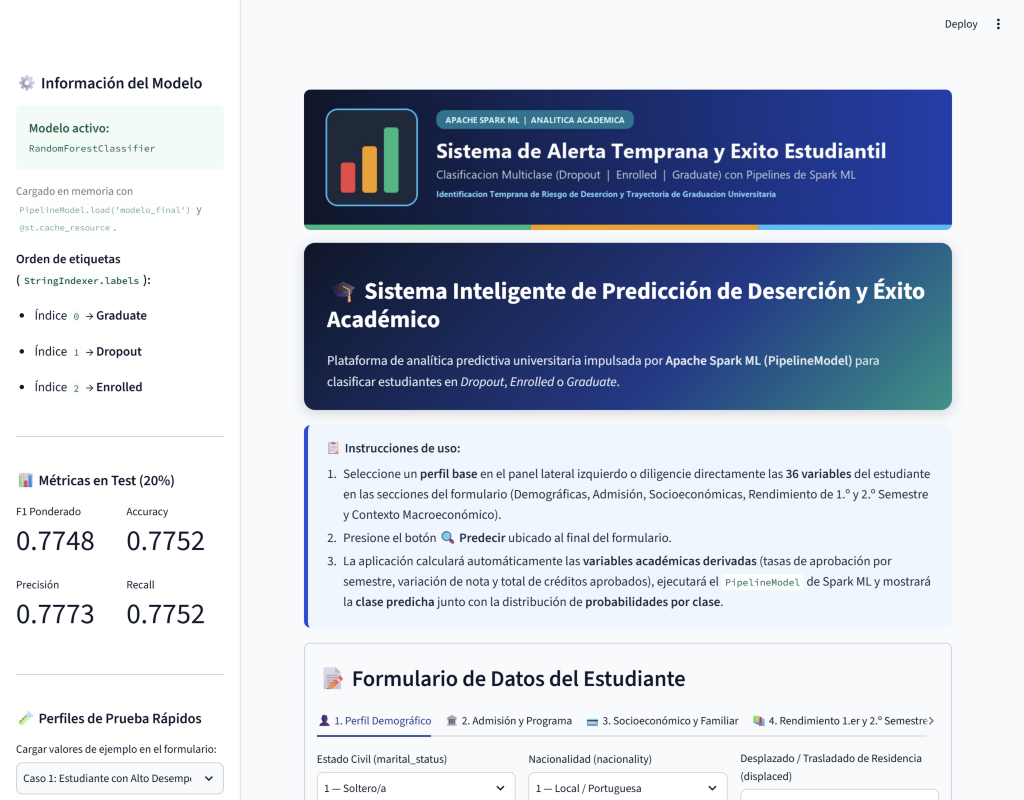 Deploy
Información del Modelo
Modelo activo:
RandomForestClassifier
Cargado en memoria con
PipelineModel.load('modelo_final') y
@st.cache_resource .
Orden de etiquetas
( StringIndexer.labels ):
Índice 0 → Graduate
Índice 1 → Dropout
Índice 2 → Enrolled
Métricas en Test (20%)
F1 Ponderado Accuracy
0.7748 0.7752
Precisión Recall
0.7773 0.7752
Perfiles de Prueba Rápidos
Cargar valores de ejemplo en el formulario:
Caso 1: Estudiante con Alto Desempe
APACHE SPARK ML | ANALITICA ACADEMICA
Sistema de Alerta Temprana y Exito Estudiantil
Clasificacion Multiclase (Dropout | Enrolled | Graduate) con Pipelines de Spark ML
Identificacion Temprana de Riesgo de Desercion y Trayectoria de Graduacion Universitaria
Sistema Inteligente de Predicción de Deserción y Éxito
Académico
Plataforma de analítica predictiva universitaria impulsada por Apache Spark ML (PipelineModel) para
clasificar estudiantes en Dropout, Enrolled o Graduate.
Instrucciones de uso:
1. Seleccione un perfil base en el panel lateral izquierdo o diligencie directamente las 36 variables del estudiante
en las secciones del formulario (Demográficas, Admisión, Socioeconómicas, Rendimiento de 1.º y 2.º Semestre
y Contexto Macroeconómico).
2. Presione el botón Predecir ubicado al final del formulario.
3. La aplicación calculará automáticamente las variables académicas derivadas (tasas de aprobación por
semestre, variación de nota y total de créditos aprobados), ejecutará el PipelineModel de Spark ML y mostrará
la clase predicha junto con la distribución de probabilidades por clase.
Formulario de Datos del Estudiante
1. Perfil Demográfico 2. Admisión y Programa 3. Socioeconómico y Familiar 4. Rendimiento 1.er y 2.º Semestre
Estado Civil (marital_status) Nacionalidad (nacionality) Desplazado / Trasladado de Residencia
(displaced)
1 — Soltero/a 1 — Local / Portuguesa